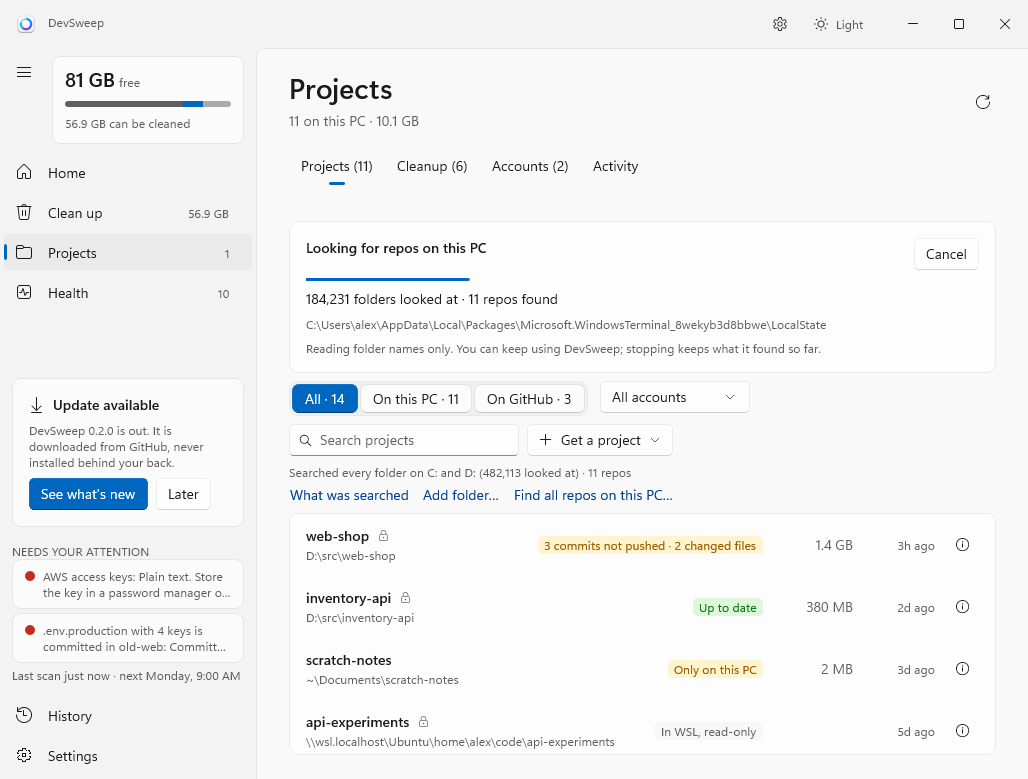 DevSweep
Light
81 GB free
56.9 GB can be cleaned
Home
Clean up 56.9 GB
Projects 1
Health 10
Update available
DevSweep 0.2.0 is out. It is
downloaded from GitHub, never
installed behind your back.
See what's new
Later
NEEDS YOUR ATTENTION
AWS access keys: Plain text. Store
the key in a password manager o...
.env.production with 4 keys is
committed in old-web: Committ...
Last scan just now · next Monday, 9:00 AM
History
Settings
Projects
11 on this PC · 10.1 GB
Projects (11) Cleanup (6) Accounts (2) Activity
Looking for repos on this PC
Cancel
184,231 folders looked at · 11 repos found
C:\Users\alex\AppData\Local\Packages\Microsoft.WindowsTerminal_8wekyb3d8bbwe\LocalState
Reading folder names only. You can keep using DevSweep; stopping keeps what it found so far.
All · 14 On this PC · 11 On GitHub · 3 All accounts
Search projects Get a project
Searched every folder on C: and D: (482,113 looked at) · 11 repos
What was searched Add folder... Find all repos on this PC...
web-shop
D:\src\web-shop
3 commits not pushed · 2 changed files 1.4 GB 3h ago
inventory-api
D:\src\inventory-api
Up to date 380 MB 2d ago
scratch-notes
~\Documents\scratch-notes
Only on this PC 2 MB 3d ago
api-experiments
\\wsl.localhost\Ubuntu\home\alex\code\api-experiments
In WSL, read-only 5d ago